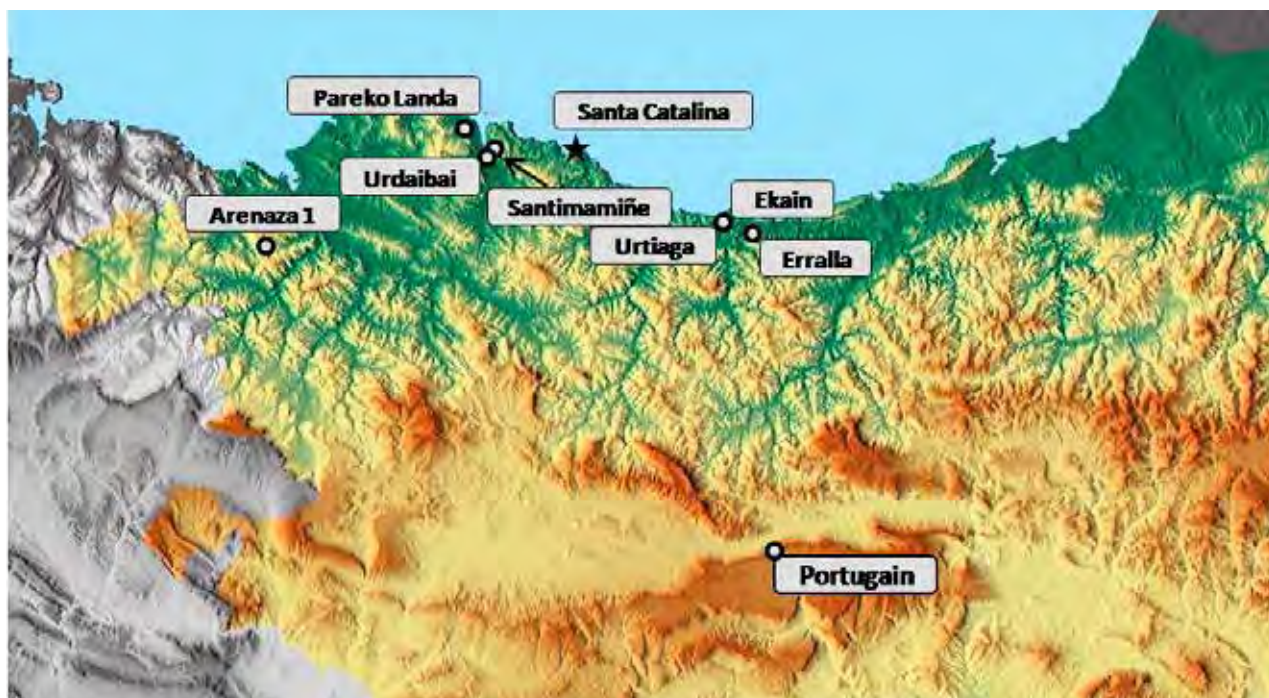 Pareko Landa
Santa Catalina
Urdaibai
Santimamiñe
Arenaza 1
Ekain
Urtiaga
Erralla
Portugain